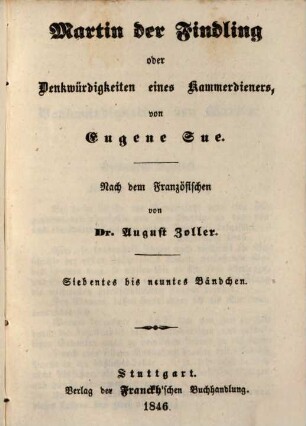 Martin der Findling
oder
Denkwürdigkeiten eines Kammerdieners,
von
Eugene Sue.
Nach dem Französischen
von
Dr. August Zoller.
Siebentes bis neuntes Bändchen.
Stuttgart.
Verlag der Franckh'schen Buchhandlung.
1846